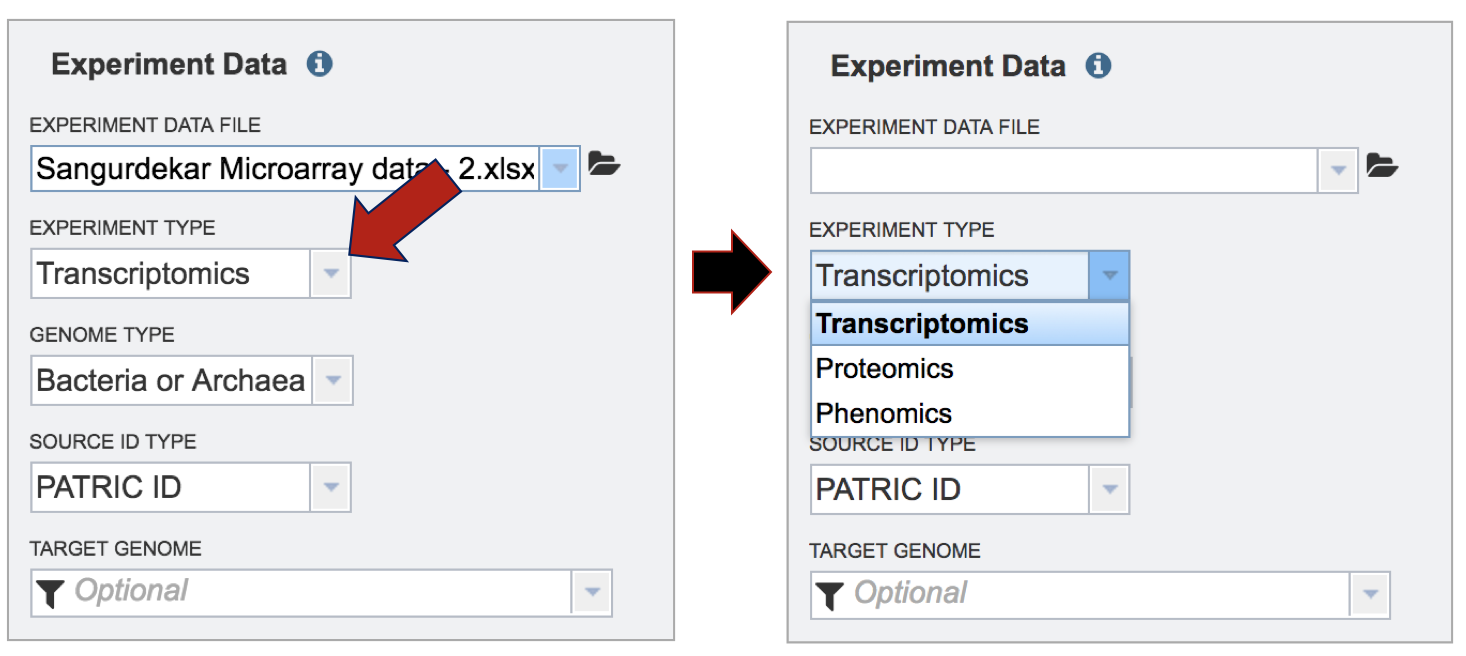 Experiment Data
EXPERIMENT DATA FILE
Sangurdekar Microarray data - 2.xlsx
EXPERIMENT TYPE
Transcriptomics
GENOME TYPE
Bacteria or Archaea
SOURCE ID TYPE
PATRIC ID
TARGET GENOME
Optional
Experiment Data
EXPERIMENT DATA FILE
EXPERIMENT TYPE
Transcriptomics
Transcriptomics
Proteomics
Phenomics
SOURCE ID TYPE
PATRIC ID
TARGET GENOME
Optional